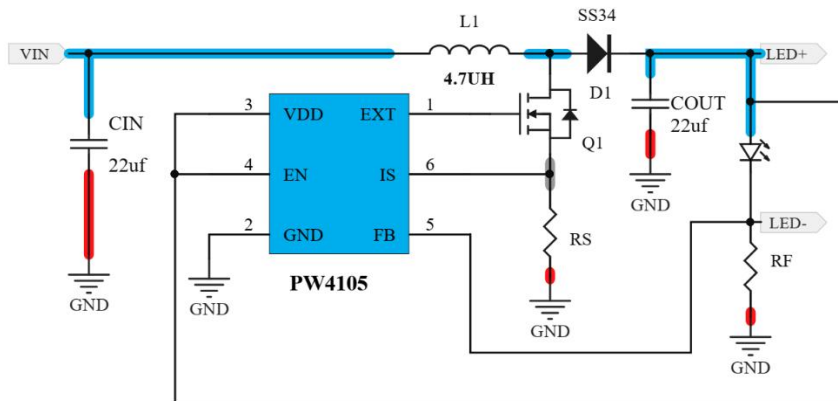 SS34
L1
VIN
LED+
4.7UH
D1
CIN
22uf
3
VDD
EXT
1
COUT
22uf
Q1
4
EN
IS
6
GND
2
GND
FB
5
RS
LED-
RF
PW4105
GND
GND
GND
GND